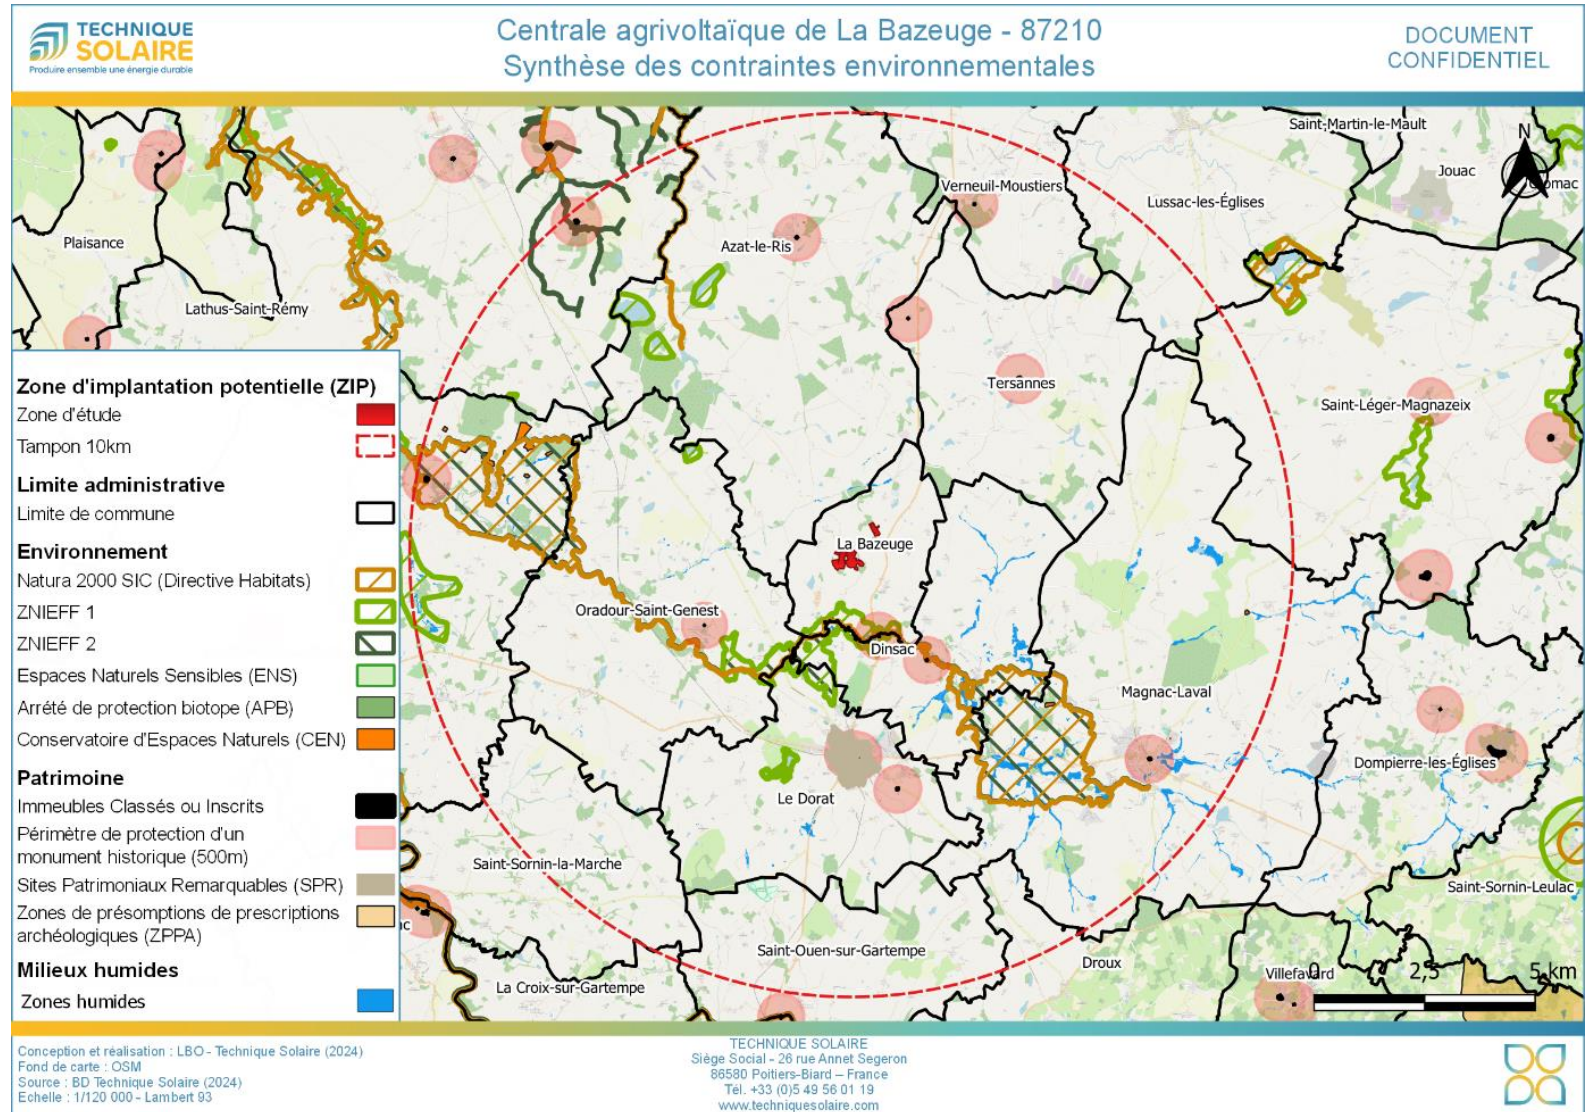 TECHNIQUE
SOLAIRE
Produire ensemble une énergie durable
Centrale agrivoltaïque de La Bazeuge - 87210
Synthèse des contraintes environnementales
DOCUMENT
CONFIDENTIEL
Saint-Martin-le-Mault
N
Jouac
Verneuil-Moustiers
Lussac-les-Églises
Plaisance
Azat-le-Ris
Lathus-Saint-Rémy
Tersannes
Saint-Léger-Magnazeix
La Bazeuge
Oradour-Saint-Genest
Dinsac
Magnac-Laval
Dompierre-les-Églises
Le Dorat
Saint-Sornin-la-Marche
Saint-Sornin-Leulac
Saint-Ouen-sur-Gartempe
Droux
Villefavard
La Croix-sur-Gartempe
0 2,5 5 km
Zone d'implantation potentielle (ZIP)
Zone d'étude
Tampon 10km
Limite administrative
Limite de commune
Environnement
Natura 2000 SIC (Directive Habitats)
ZNIEFF 1
ZNIEFF 2
Espaces Naturels Sensibles (ENS)
Arrété de protection biotope (APB)
Conservatoire d'Espaces Naturels (CEN)
Patrimoine
Immeubles Classés ou Inscrits
Périmètre de protection d'un
monument historique (500m)
Sites Patrimoniaux Remarquables (SPR)
Zones de présomptions de prescriptions
archéologiques (ZPPA)
Milieux humides
Zones humides
Conception et réalisation : LBO - Technique Solaire (2024)
Fond de carte : OSM
Source : BD Technique Solaire (2024)
Echelle : 1/120 000 - Lambert 93
TECHNIQUE SOLAIRE
Siège Social - 26 rue Annet Segeron
86580 Poitiers-Biard – France
Tél. +33 (0)5 49 56 01 19
www.techniquesolaire.com